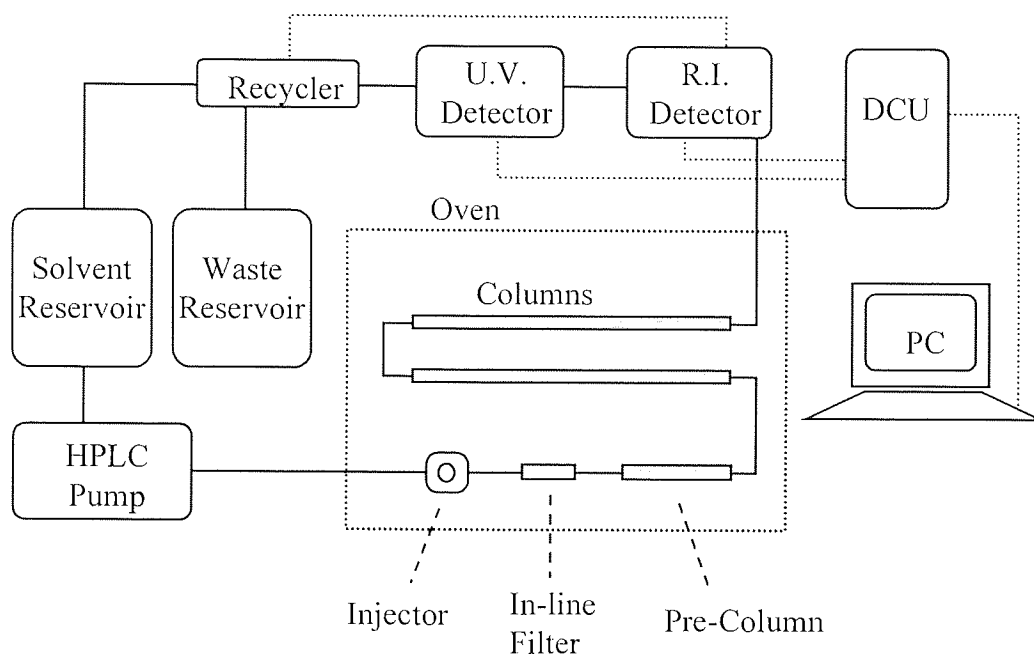 Recycler
U.V.
Detector
R.I.
Detector
DCU
Oven
Solvent
Reservoir
Waste
Reservoir
Columns
PC
HPLC
Pump
Injector
In-line
Filter
Pre-Column